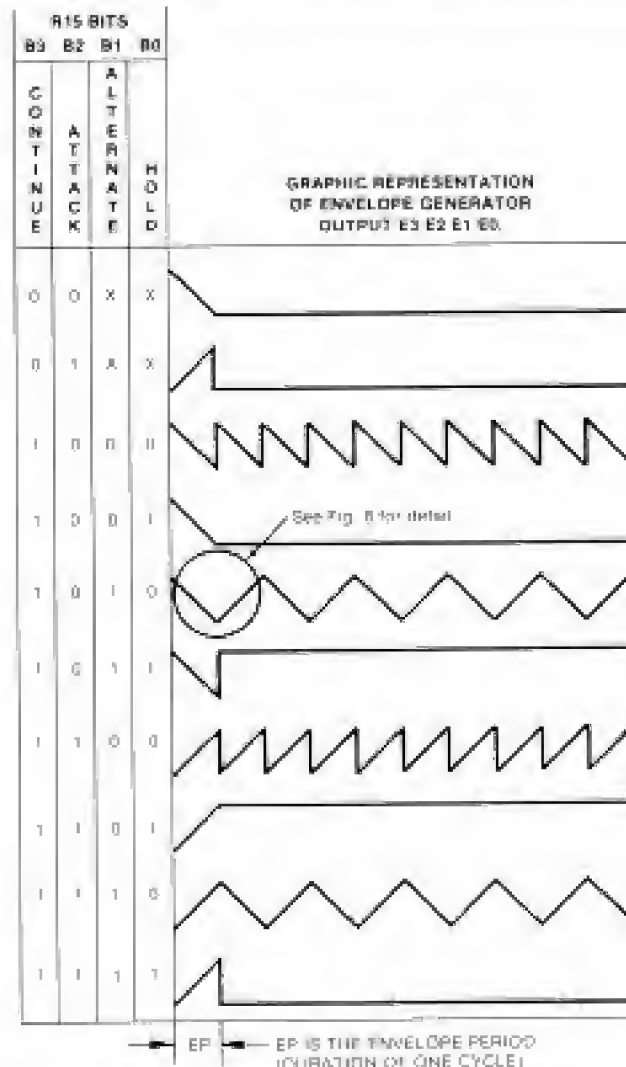 R15 BITS
B3 B2 B1 B0
CONTINUE
ATTACK
ALTERNATE
HOLD
GRAPHIC REPRESENTATION
OF ENVELOPE GENERATOR
OUTPUT E3 E2 E1 E0.
0 0 X X
0 1 X X
1 0 0 0
1 0 0 1
See Fig. 8 for detail
1 0 1 0
1 0 1 1
1 1 0 0
1 1 0 1
1 1 1 0
1 1 1 1
EP
EP IS THE ENVELOPE PERIOD
(DURATION OF ONE CYCLE)